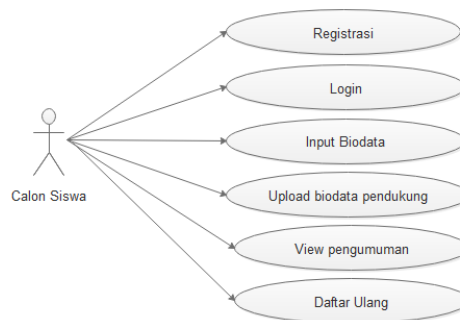 Registrasi
Login
Input Biodata
Calon Siswa
Upload biodata pendukung
View pengumuman
Daftar Ulang